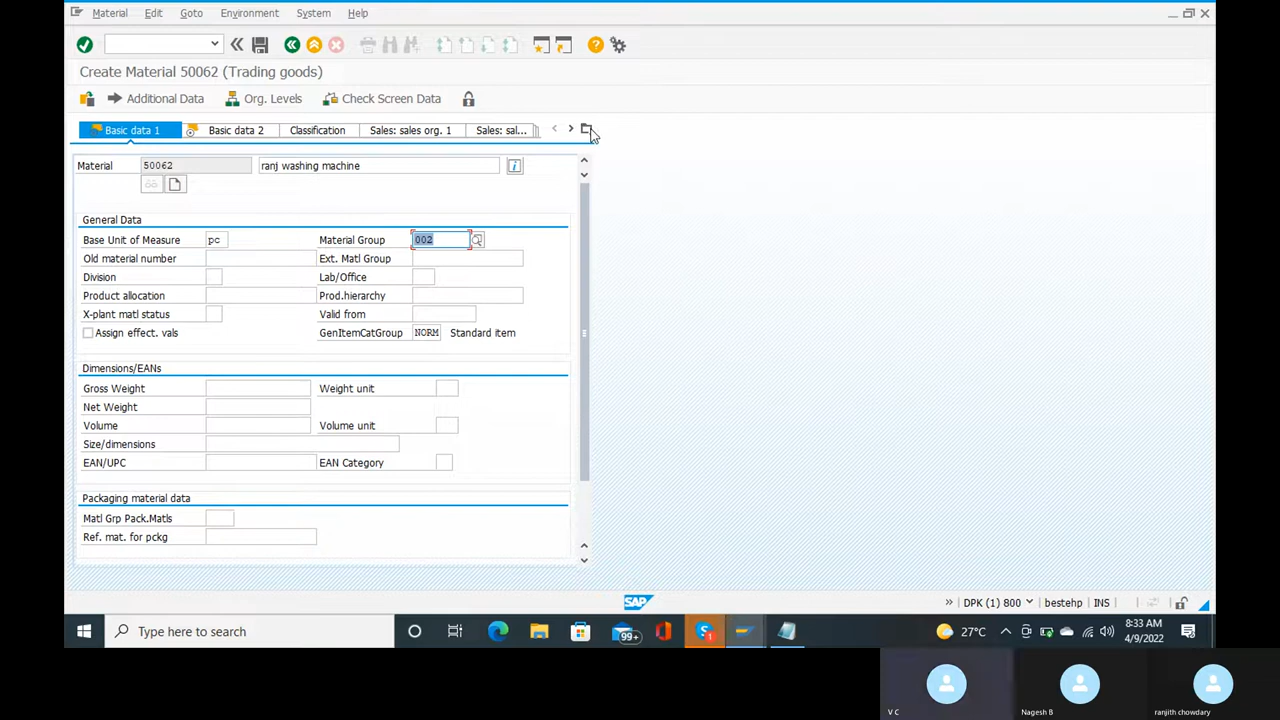 Material Edit Goto Environment System Help
Create Material 50062 (Trading goods)
Additional Data Org. Levels Check Screen Data
Basic data 1 Basic data 2 Classification Sales: sales org. 1 Sales: sal...
Material 50062 ranj washing machine
General Data
Base Unit of Measure pc Material Group 002
Old material number Ext. Matl Group
Division Lab/Office
Product allocation Prod.hierarchy
X-plant matl status Valid from
Assign effect. vals GenItemCatGroup NORM Standard item
Dimensions/EANs
Gross Weight Weight unit
Net Weight
Volume Volume unit
Size/dimensions
EAN/UPC EAN Category
Packaging material data
Matl Grp Pack.Matls
Ref. mat. for pckg
SAP DPK (1) 800 bestehp INS
Type here to search 99+ 1 27°C 8:33 AM
4/9/2022
V C Nagesh B ranjith chowdary